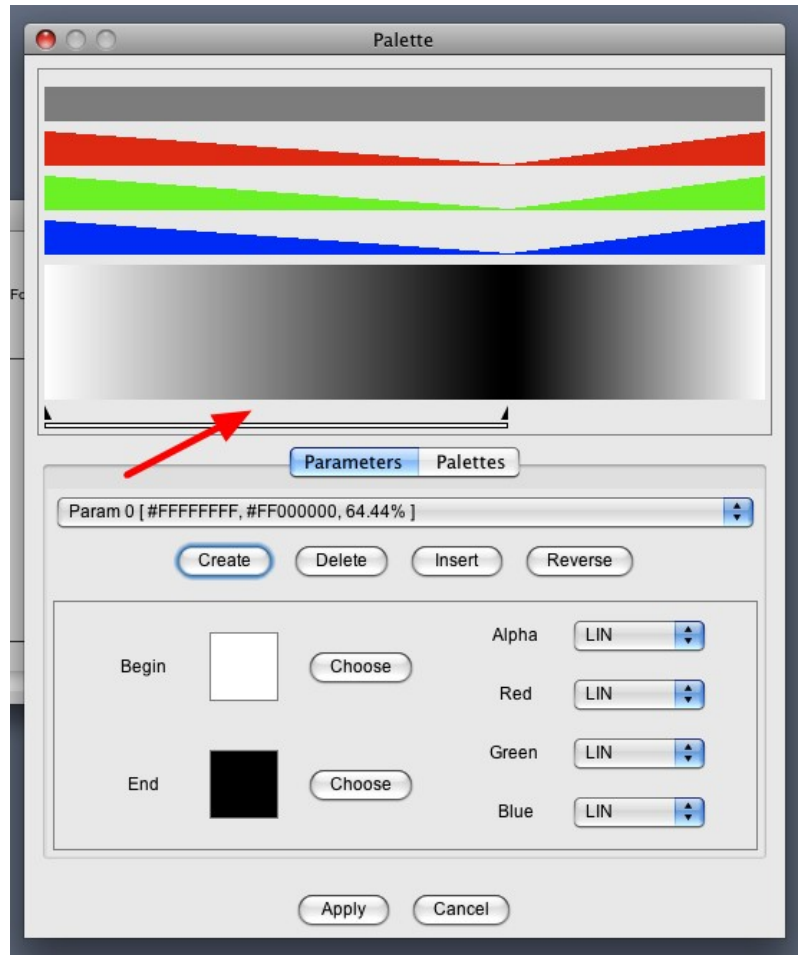 Palette
Fo
Parameters Palettes
Param 0 [ #FFFFFFFF, #FF000000, 64.44% ]
Create Delete Insert Reverse
Begin Choose
Alpha LIN
Red LIN
End Choose
Green LIN
Blue LIN
Apply Cancel